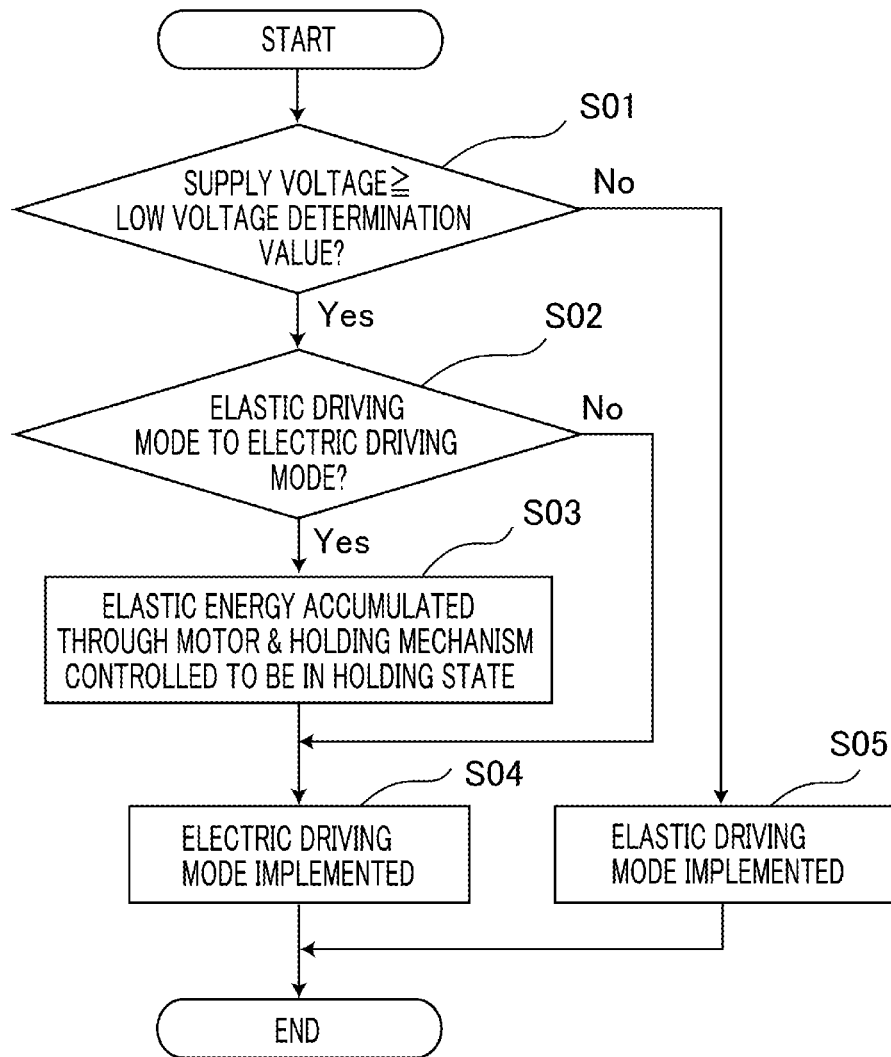 START
S01
SUPPLY VOLTAGE≧
LOW VOLTAGE DETERMINATION
VALUE?
No
Yes
S02
ELASTIC DRIVING
MODE TO ELECTRIC DRIVING
MODE?
No
Yes
S03
ELASTIC ENERGY ACCUMULATED
THROUGH MOTOR & HOLDING MECHANISM
CONTROLLED TO BE IN HOLDING STATE
S04
ELECTRIC DRIVING
MODE IMPLEMENTED
S05
ELASTIC DRIVING
MODE IMPLEMENTED
END